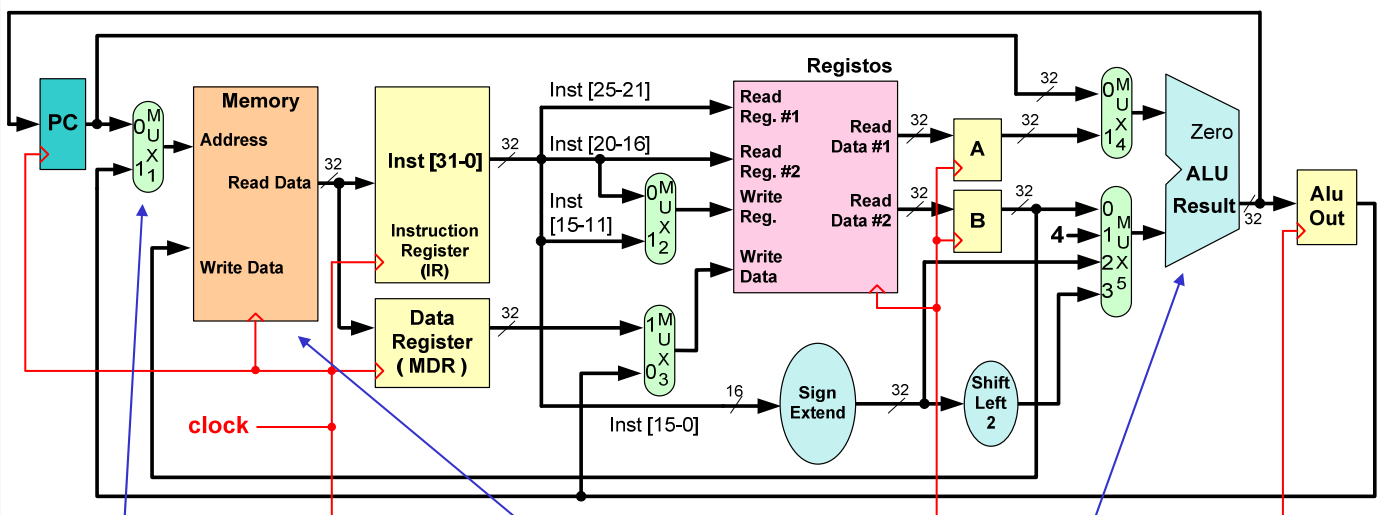 PC
0
1
M
U
X
1
Memory
Address
Read Data
Write Data
32
Inst [31-0]
Instruction
Register
(IR)
Data
Register
( MDR )
32
32
clock
Inst [25-21]
Inst [20-16]
Inst
[15-11]
0
1
M
U
X
2
1
0
M
U
X
3
Inst [15-0]
16
Registos
Read
Reg. #1
Read
Reg. #2
Write
Reg.
Write
Data
Read
Data #1
Read
Data #2
32
32
A
B
32
32
Sign
Extend
32
Shift
Left
2
32
0
1
M
U
X
4
4
0
1
2
3
M
U
X
5
Zero
ALU
Result
32
Alu
Out